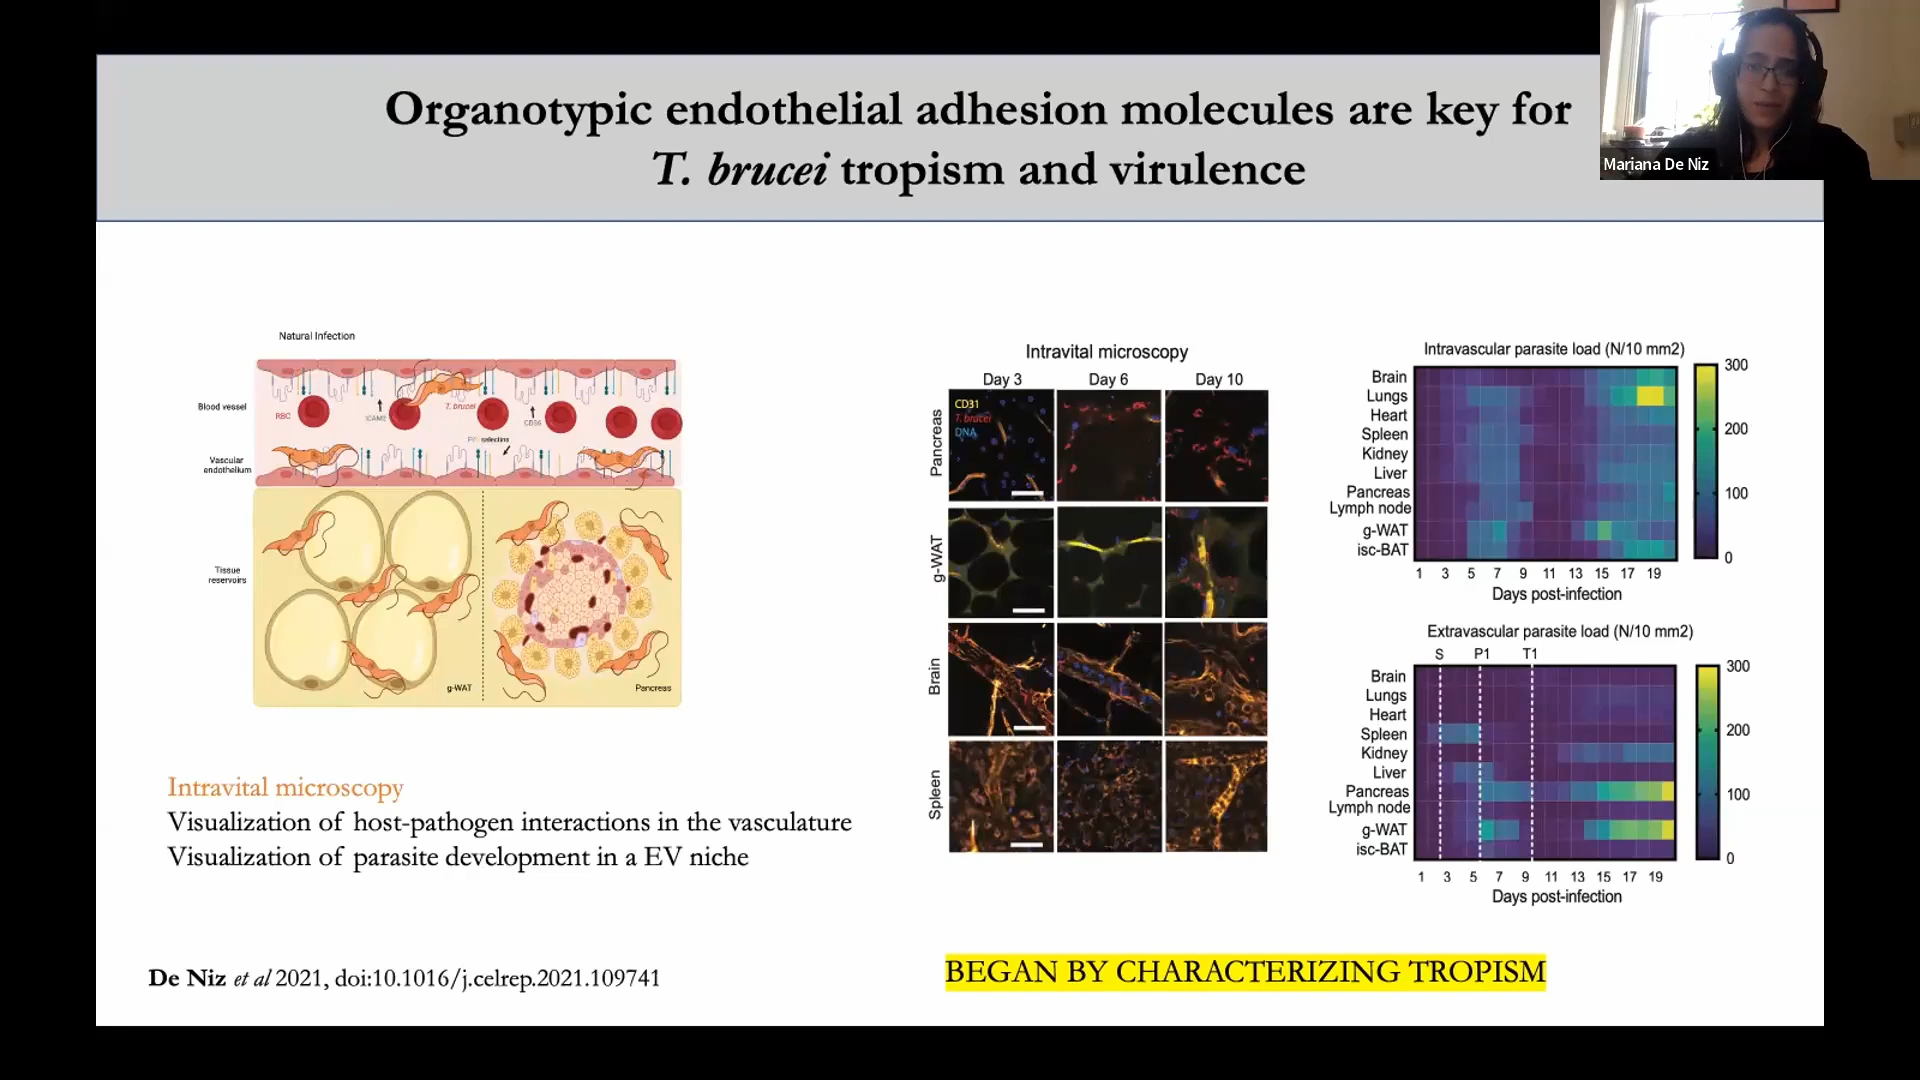 Organotypic endothelial adhesion molecules are key for
T. brucei tropism and virulence
Mariana De Niz
Natural Infection
Blood vessel
RBC
ICAM2
T. brucei
CD36
selectins
Vascular
endothelium
Tissue
reservoirs
g-WAT
Pancreas
Intravital microscopy
Visualization of host-pathogen interactions in the vasculature
Visualization of parasite development in a EV niche
De Niz et al 2021, doi:10.1016/j.celrep.2021.109741
Intravital microscopy
Day 3 Day 6 Day 10
CD31
T. brucei
DNA
Pancreas
g-WAT
Brain
Spleen
Intravascular parasite load (N/10 mm2)
Brain
Lungs
Heart
Spleen
Kidney
Liver
Pancreas
Lymph node
g-WAT
isc-BAT
300
200
100
0
1 3 5 7 9 11 13 15 17 19
Days post-infection
Extravascular parasite load (N/10 mm2)
S P1 T1
Brain
Lungs
Heart
Spleen
Kidney
Liver
Pancreas
Lymph node
g-WAT
isc-BAT
300
200
100
0
1 3 5 7 9 11 13 15 17 19
Days post-infection
BEGAN BY CHARACTERIZING TROPISM